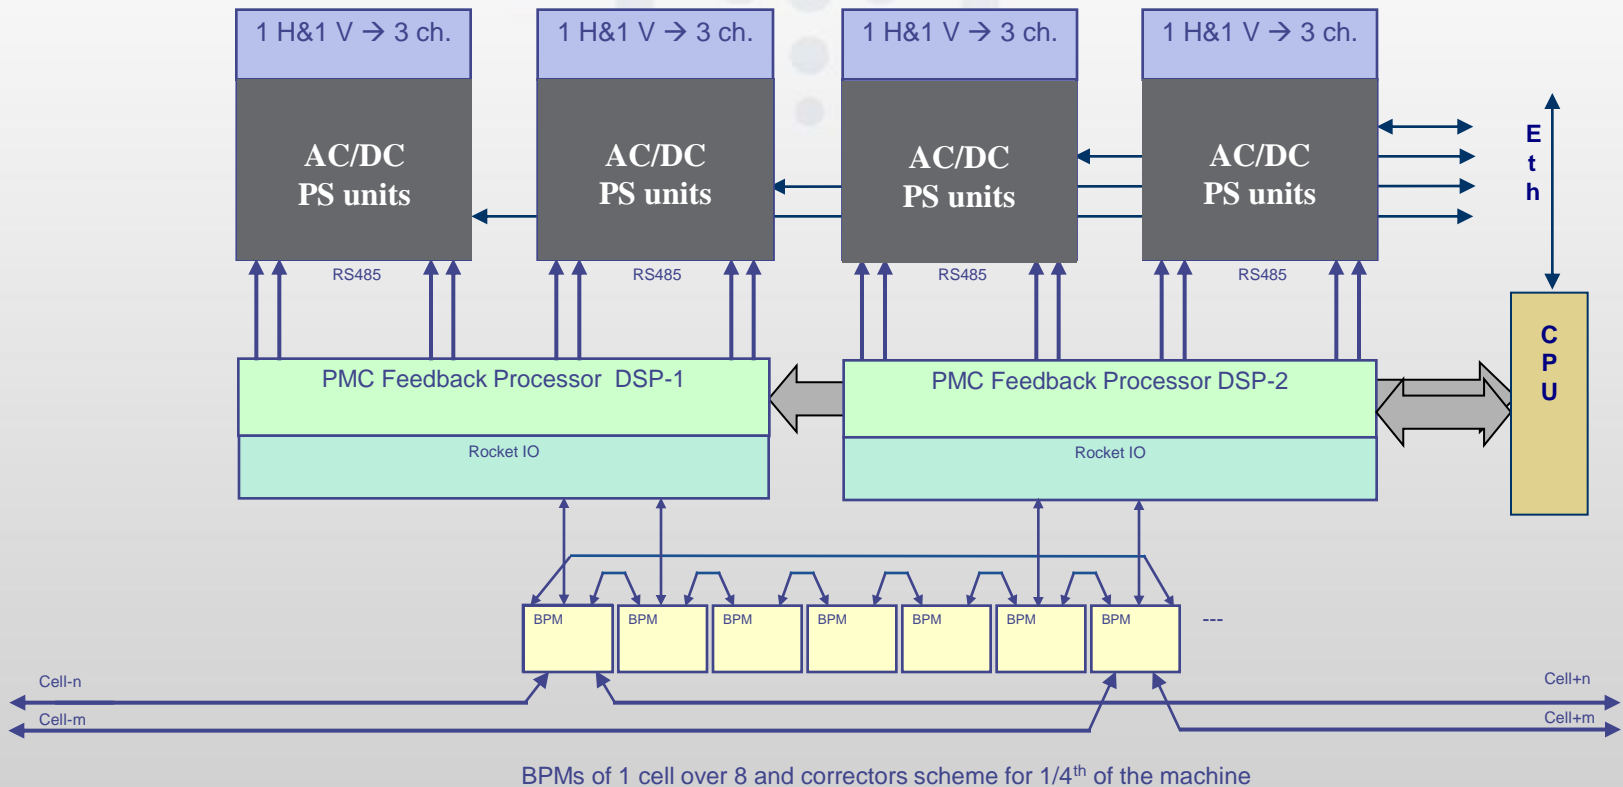 1 H&1 V → 3 ch.
1 H&1 V → 3 ch.
1 H&1 V → 3 ch.
1 H&1 V → 3 ch.
AC/DC
PS units
AC/DC
PS units
AC/DC
PS units
AC/DC
PS units
E
t
h
RS485
RS485
RS485
RS485
C
P
U
PMC Feedback Processor DSP-1
PMC Feedback Processor DSP-2
Rocket IO
Rocket IO
BPM
BPM
BPM
BPM
BPM
BPM
BPM
---
Cell-n
Cell+n
Cell-m
Cell+m
BPMs of 1 cell over 8 and correctors scheme for 1/4th of the machine